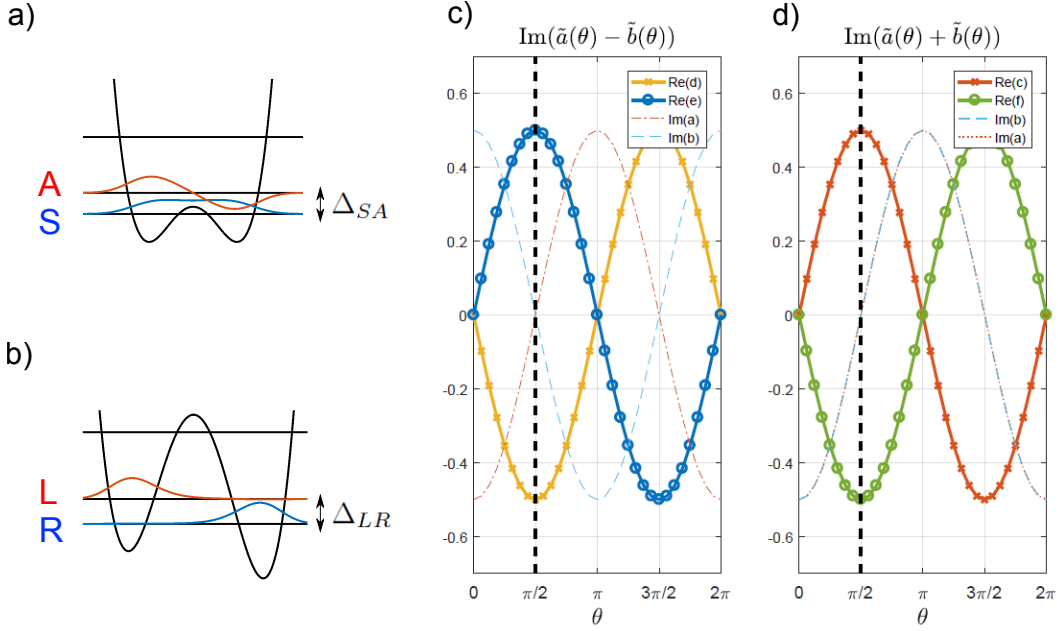 a)
A
S
Δ_SA
b)
L
R
Δ_LR
c)
Im(ã(θ) − b̃(θ))
Re(d)
Re(e)
Im(a)
Im(b)
0.6
0.4
0.2
0
-0.2
-0.4
-0.6
0
π/2
π
3π/2
2π
θ
d)
Im(ã(θ) + b̃(θ))
Re(c)
Re(f)
Im(b)
Im(a)
0.6
0.4
0.2
0
-0.2
-0.4
-0.6
0
π/2
π
3π/2
2π
θ